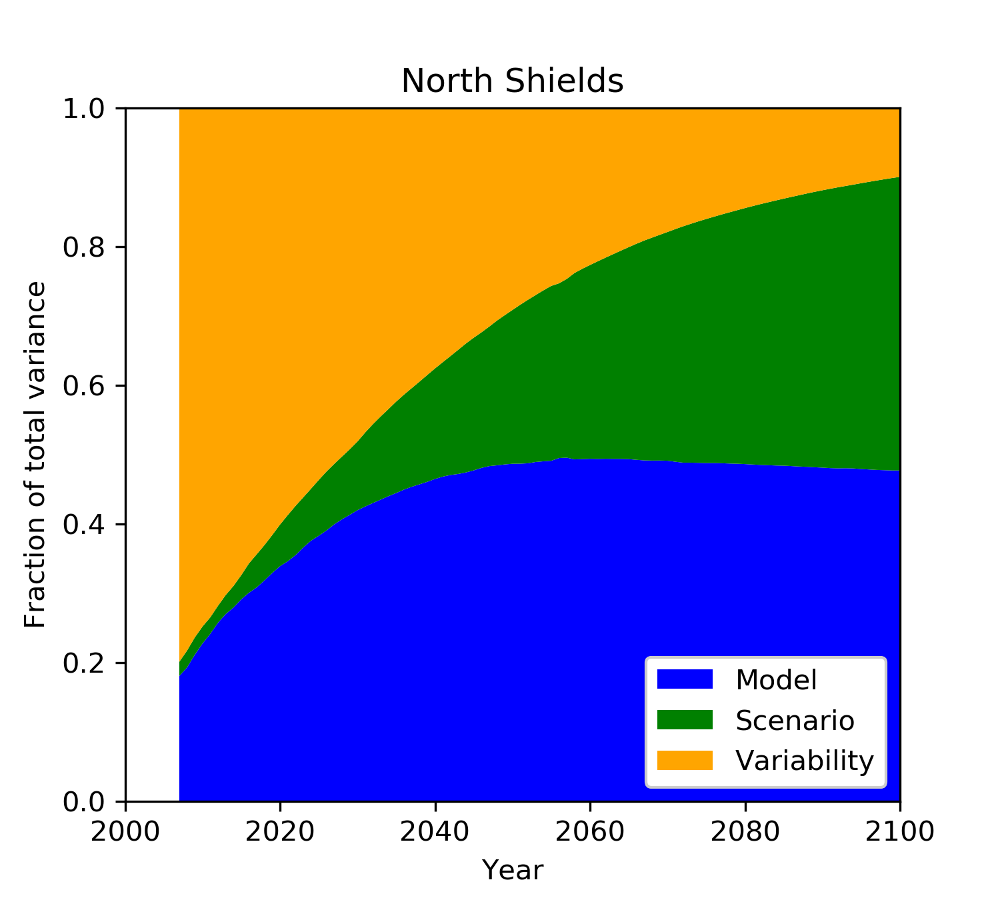 North Shields
1.0
0.8
0.6
0.4
0.2
0.0
Fraction of total variance
Model
Scenario
Variability
2000 2020 2040 2060 2080 2100
Year